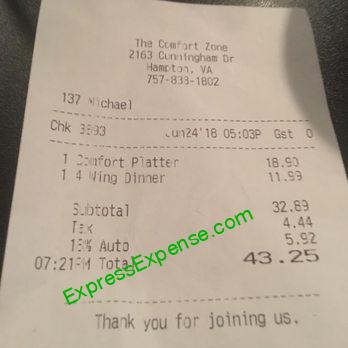 The Comfort Zone
2163 Cunningham Dr
Hampton, VA
757-838-1802
137 Michael
Chk 3593 Jun24'18 05:03P Gst 0
1 Comfort Platter 18.90
1 4 Wing Dinner 11.99
Subtotal 32.89
Tax 4.44
18% Auto 5.92
07:21PM Total 43.25
ExpressExpense.com
Thank you for joining us.